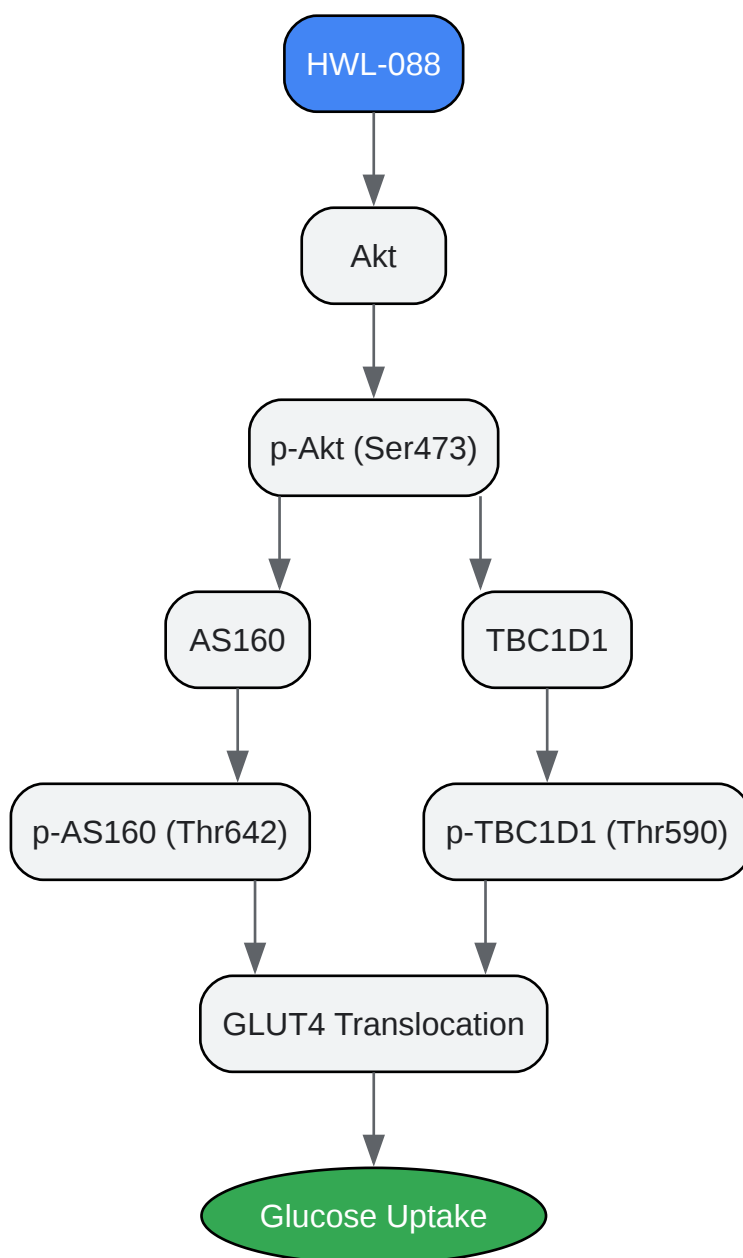 HWL-088
Akt
p-Akt (Ser473)
AS160
TBC1D1
p-AS160 (Thr642)
p-TBC1D1 (Thr590)
GLUT4 Translocation
Glucose Uptake